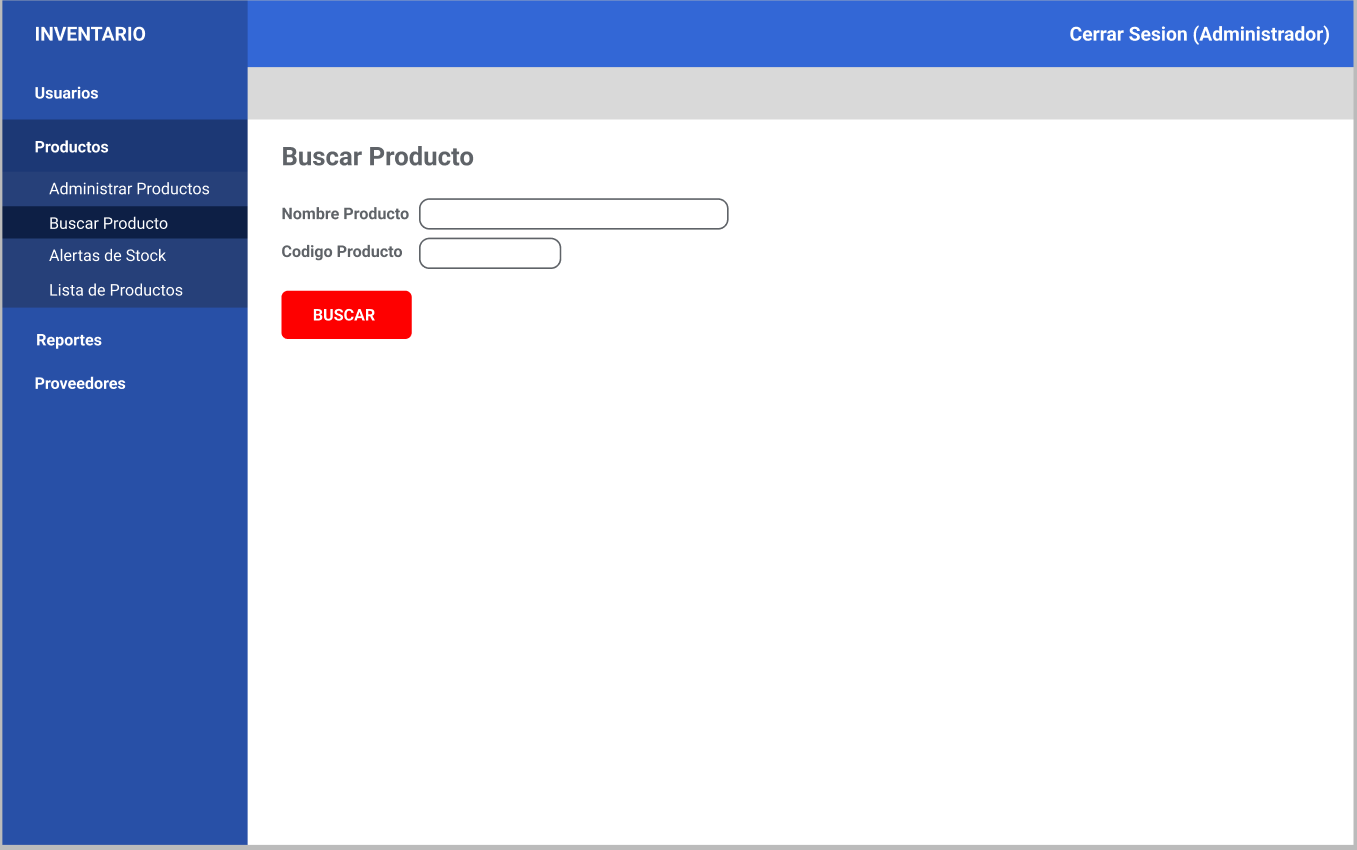 INVENTARIO
Cerrar Sesion (Administrador)
Usuarios
Productos
Administrar Productos
Buscar Producto
Alertas de Stock
Lista de Productos
Reportes
Proveedores
Buscar Producto
Nombre Producto
Codigo Producto
BUSCAR